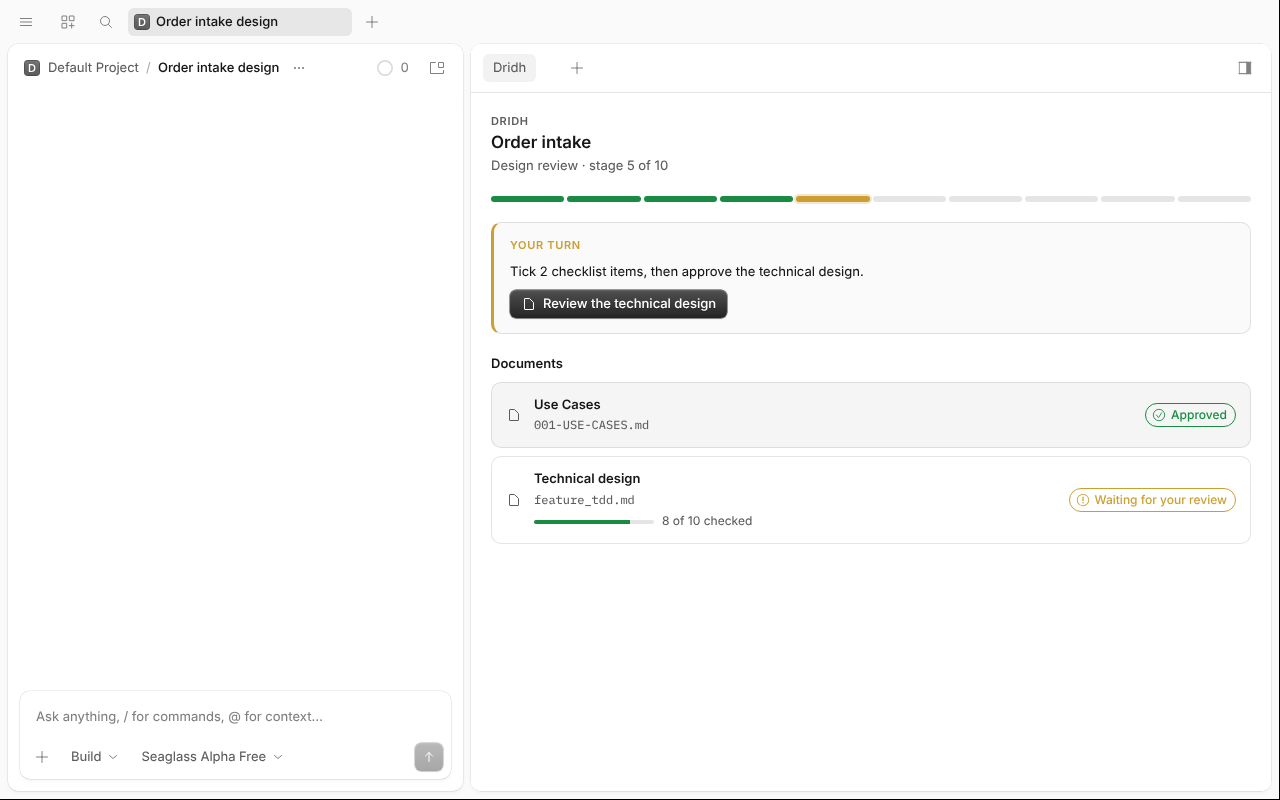 D Order intake design
D Default Project / Order intake design ... 0
Ask anything, / for commands, @ for context...
Build Seaglass Alpha Free
Dridh
DRIDH
Order intake
Design review · stage 5 of 10
YOUR TURN
Tick 2 checklist items, then approve the technical design.
Review the technical design
Documents
Use Cases
001-USE-CASES.md
Approved
Technical design
feature_tdd.md
8 of 10 checked
Waiting for your review